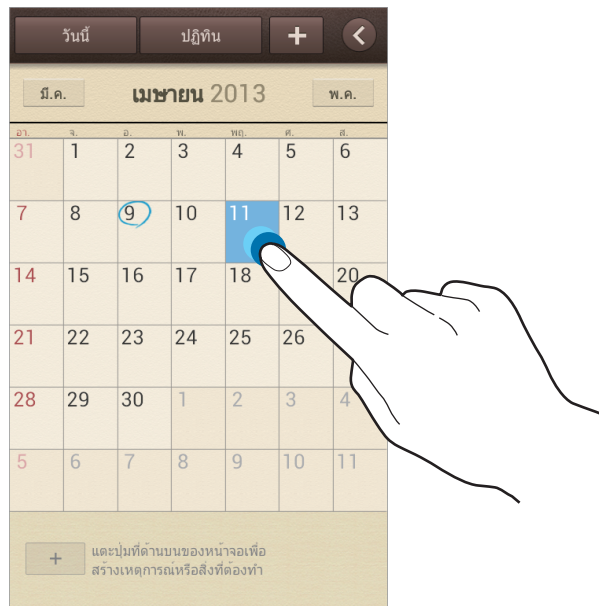 วันนี้ ปฏิทิน +
มี.ค. เมษายน 2013 พ.ค.
อา. จ. อ. พ. พฤ. ศ. ส.
31 1 2 3 4 5 6
7 8 9 10 11 12 13
14 15 16 17 18 20
21 22 23 24 25 26
28 29 30 1 2 3 4
5 6 7 8 9 10 11
+ แตะปุ่มที่ด้านบนของหน้าจอเพื่อ
สร้างเหตุการณ์หรือสิ่งที่ต้องทำ